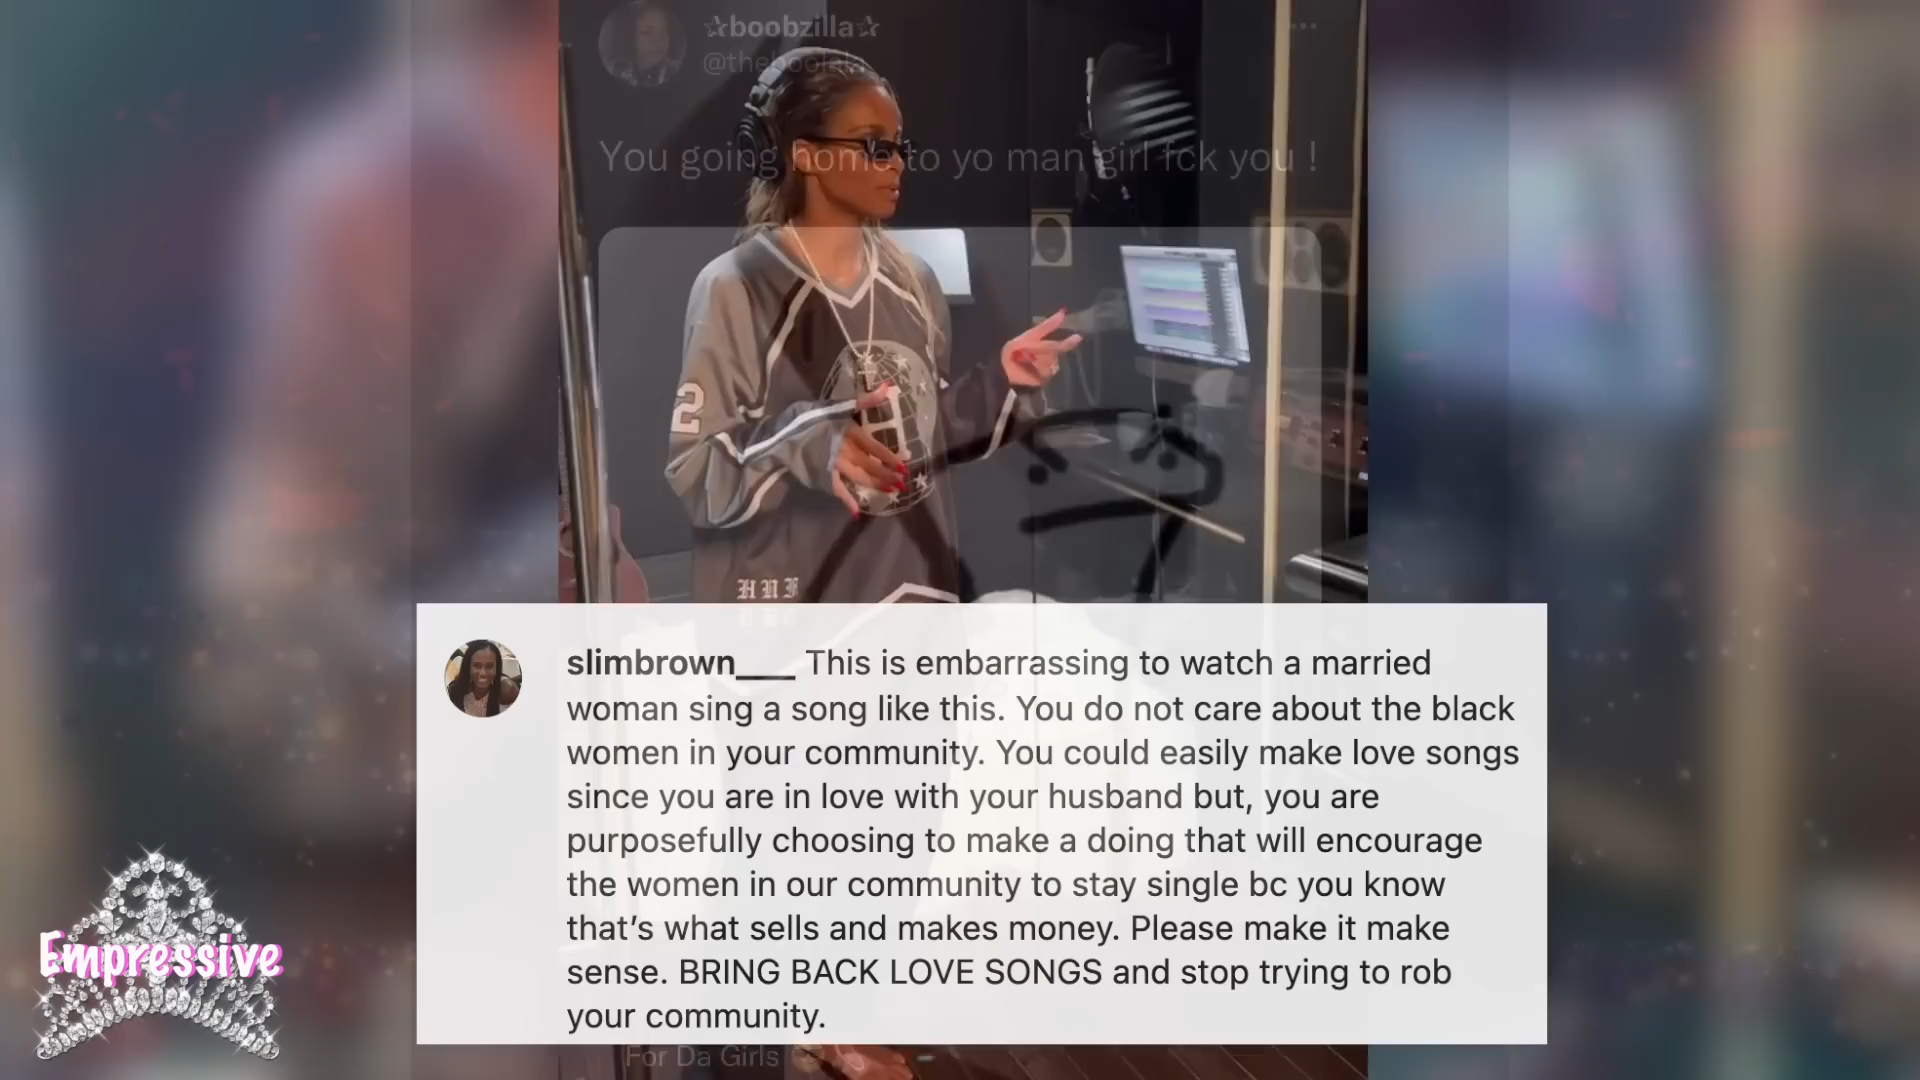 ☆boobzilla☆
You going home to yo man girl fck you !
2
slimbrown___ This is embarrassing to watch a married
woman sing a song like this. You do not care about the black
women in your community. You could easily make love songs
since you are in love with your husband but, you are
purposefully choosing to make a doing that will encourage
the women in our community to stay single bc you know
that's what sells and makes money. Please make it make
sense. BRING BACK LOVE SONGS and stop trying to rob
your community.
For Da Girls
Empressive